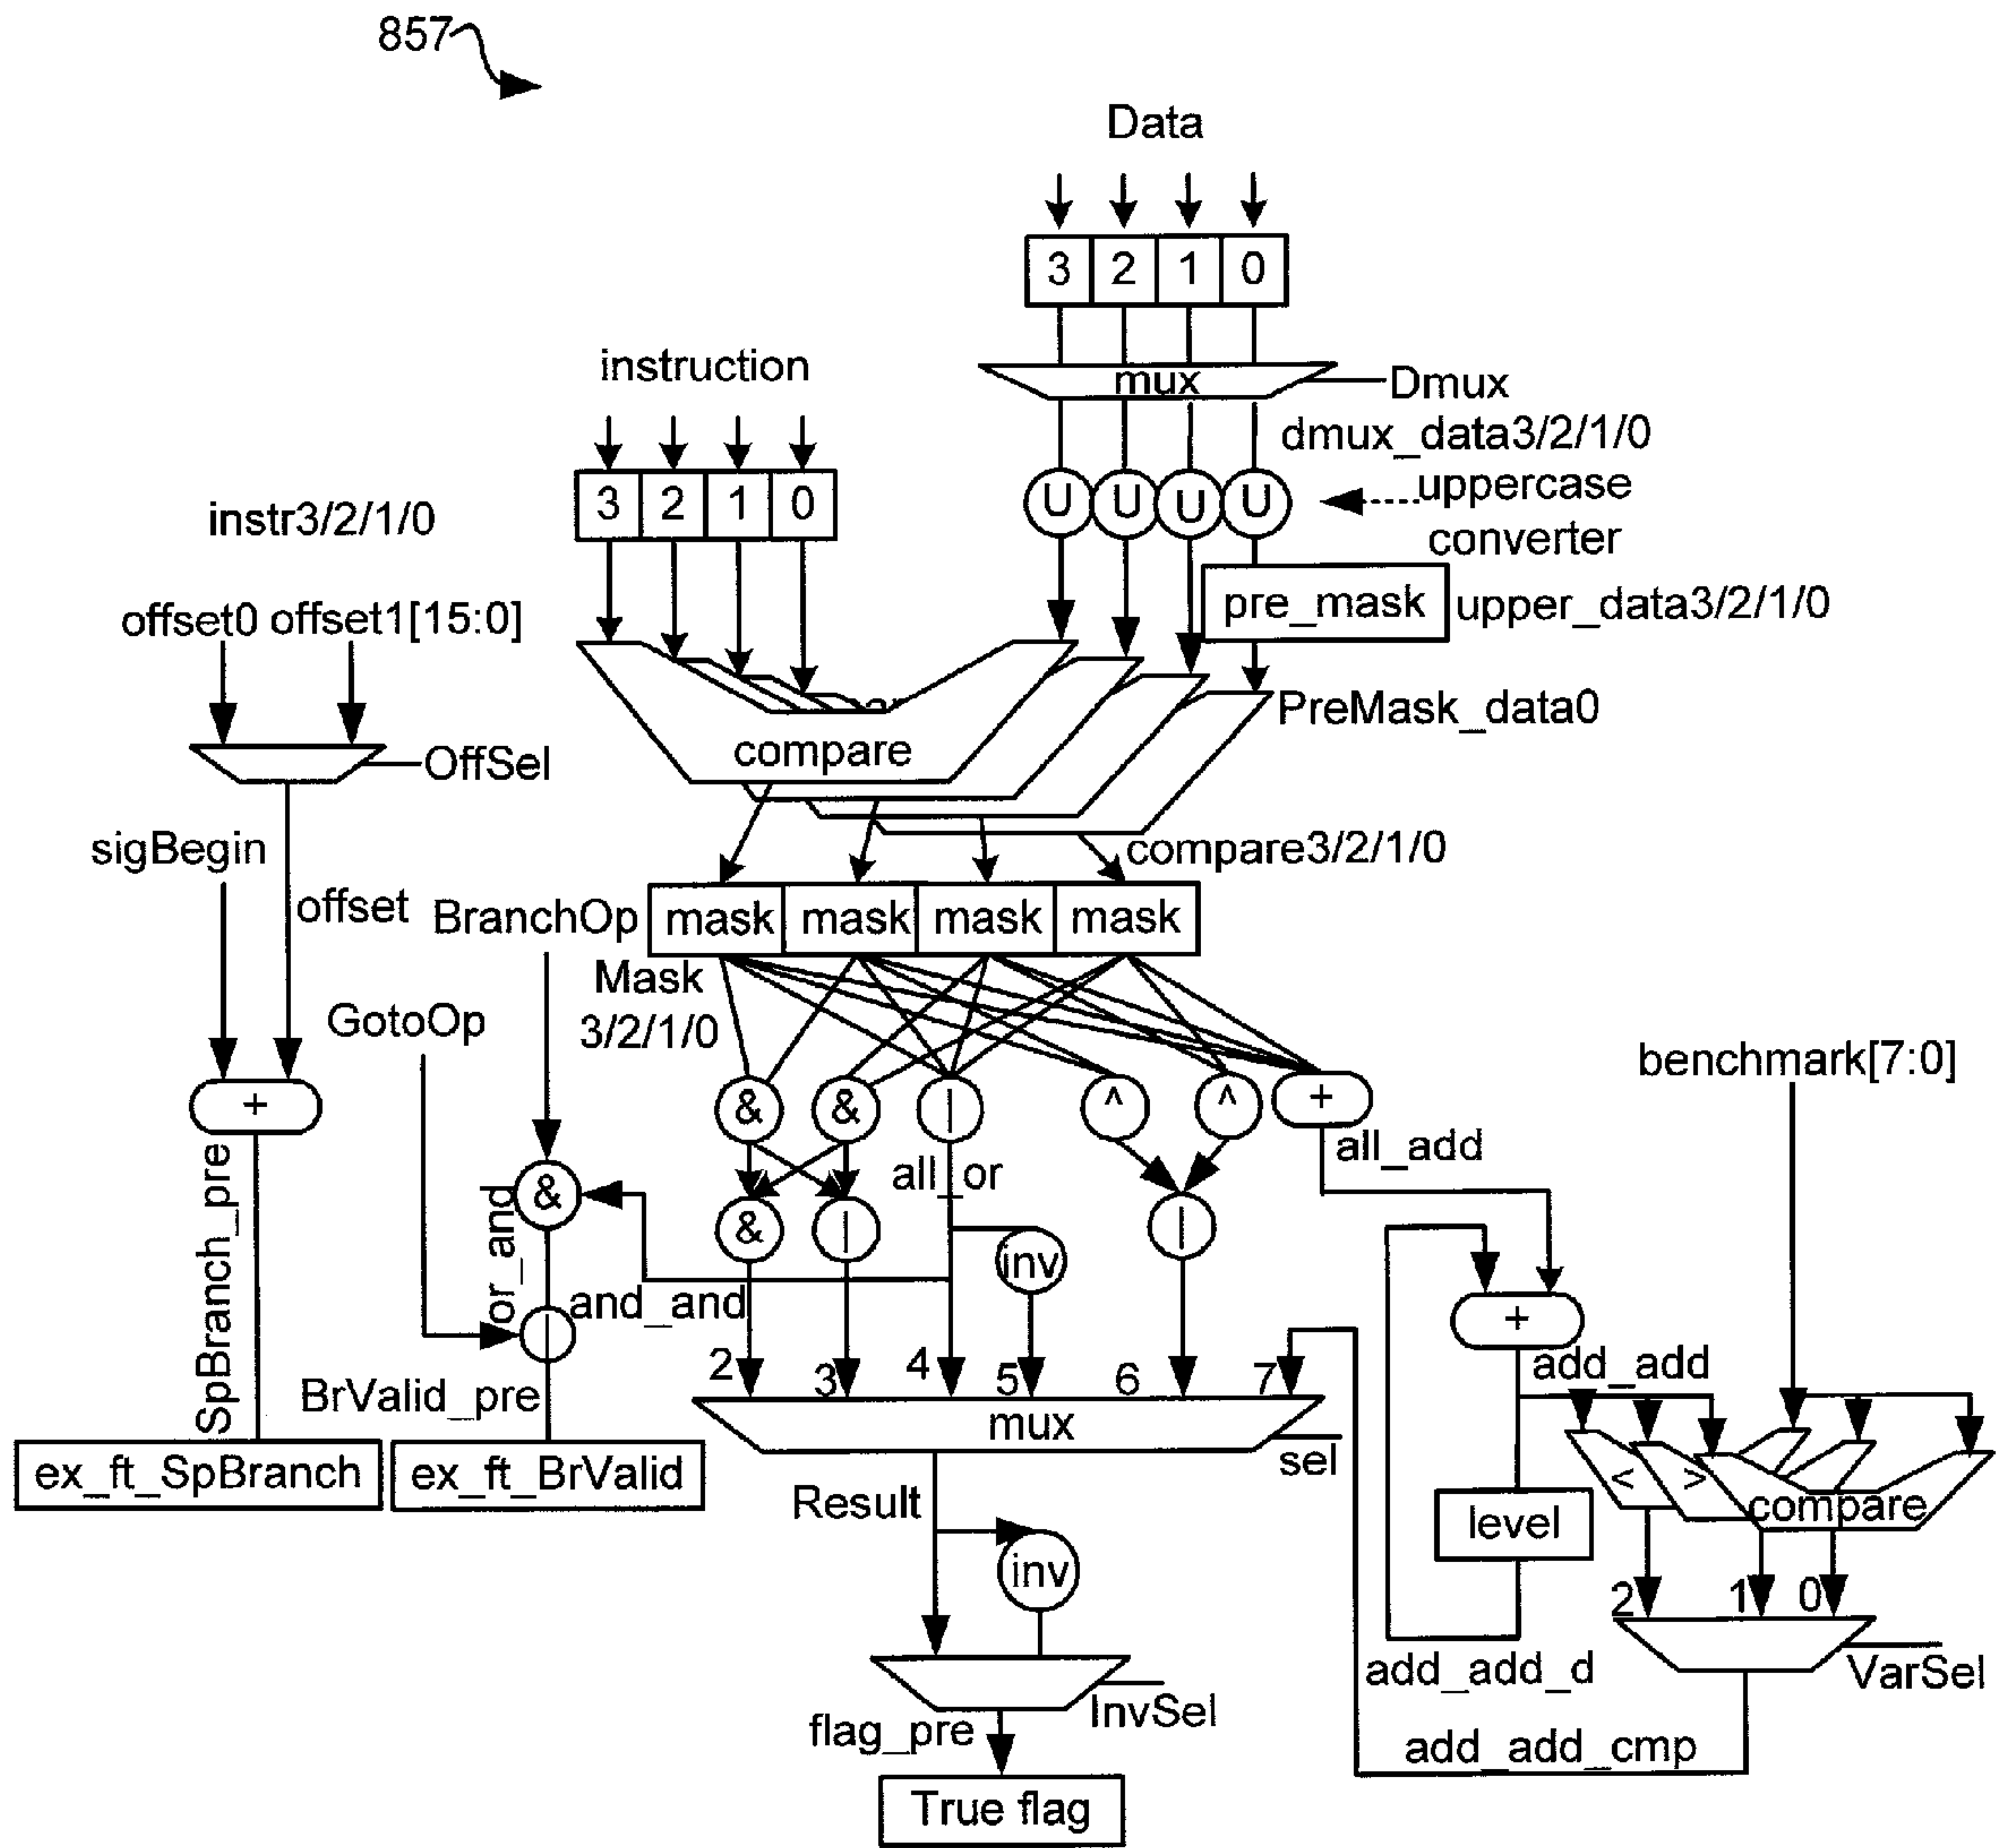 857
Data
3 2 1 0
instruction
mux
Dmux
dmux_data3/2/1/0
3 2 1 0
U U U U
uppercase
converter
instr3/2/1/0
offset0 offset1[15:0]
pre_mask
upper_data3/2/1/0
PreMask_data0
compare
OffSel
sigBegin
compare3/2/1/0
offset
BranchOp
mask mask mask mask
Mask
3/2/1/0
GotoOp
benchmark[7:0]
+
& & | ^ ^ +
all_add
SpBranch_pre
&
or_and
all_or
& | inv |
and_and
|
+
add_add
BrValid_pre
2 3 4 5 6 7
mux
sel
ex_ft_SpBranch
ex_ft_BrValid
< > compare
level
Result
inv
2 1 0
add_add_d
VarSel
InvSel
flag_pre
add_add_cmp
True flag